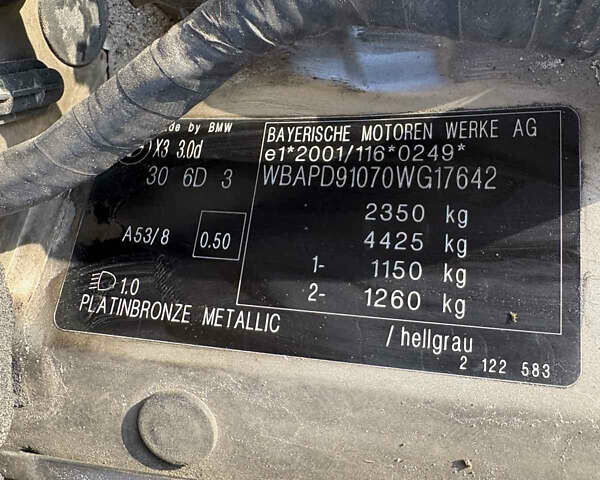 by BMW
BAYERISCHE MOTOREN WERKE AG
X3 3.0d
e1*2001/116*0249*
30 6D 3
WBAPD91070WG17642
2350 kg
A53/8 0.50
4425 kg
1- 1150 kg
1.0
2- 1260 kg
PLATINBRONZE METALLIC
/hellgrau
2 122 583